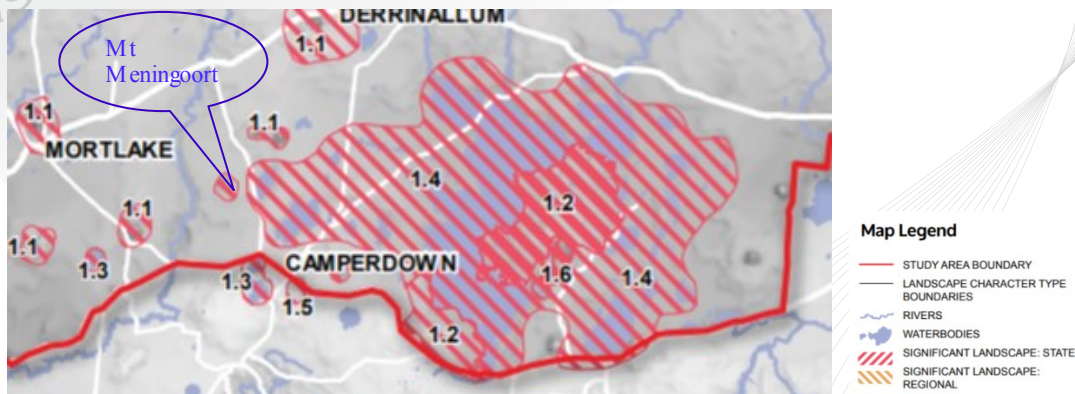 DERRINALLUM
1.1
Mt
Meningoort
1.1
1.1
MORTLAKE
1.4
1.2
1.1
1.1
1.3
CAMPERDOWN
1.3
1.6
1.4
1.5
1.2
Map Legend
STUDY AREA BOUNDARY
LANDSCAPE CHARACTER TYPE
BOUNDARIES
RIVERS
WATERBODIES
SIGNIFICANT LANDSCAPE: STATE
SIGNIFICANT LANDSCAPE:
REGIONAL